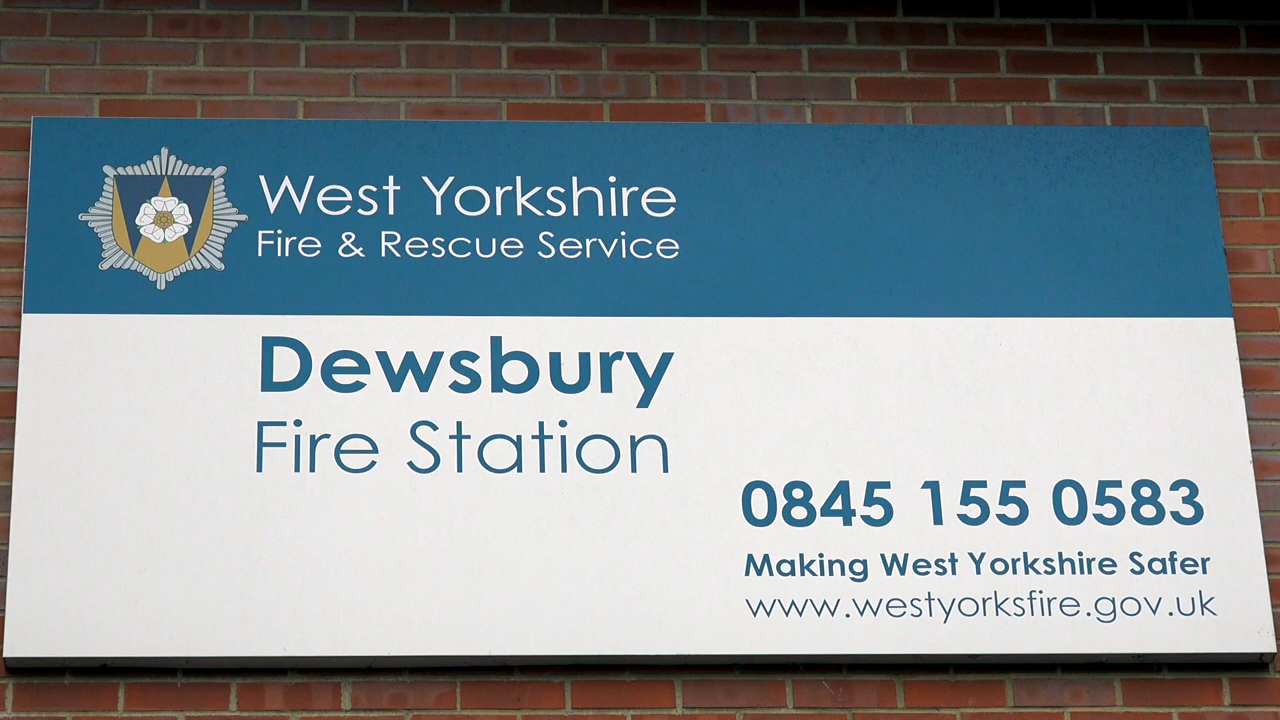 West Yorkshire
Fire & Rescue Service
Dewsbury
Fire Station
0845 155 0583
Making West Yorkshire Safer
www.westyorksfire.gov.uk